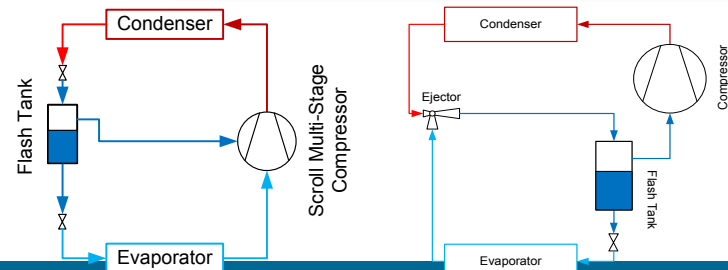 Condenser
Flash Tank
Scroll Multi-Stage
Compressor
Evaporator
Condenser
Ejector
Compressor
Flash Tank
Evaporator